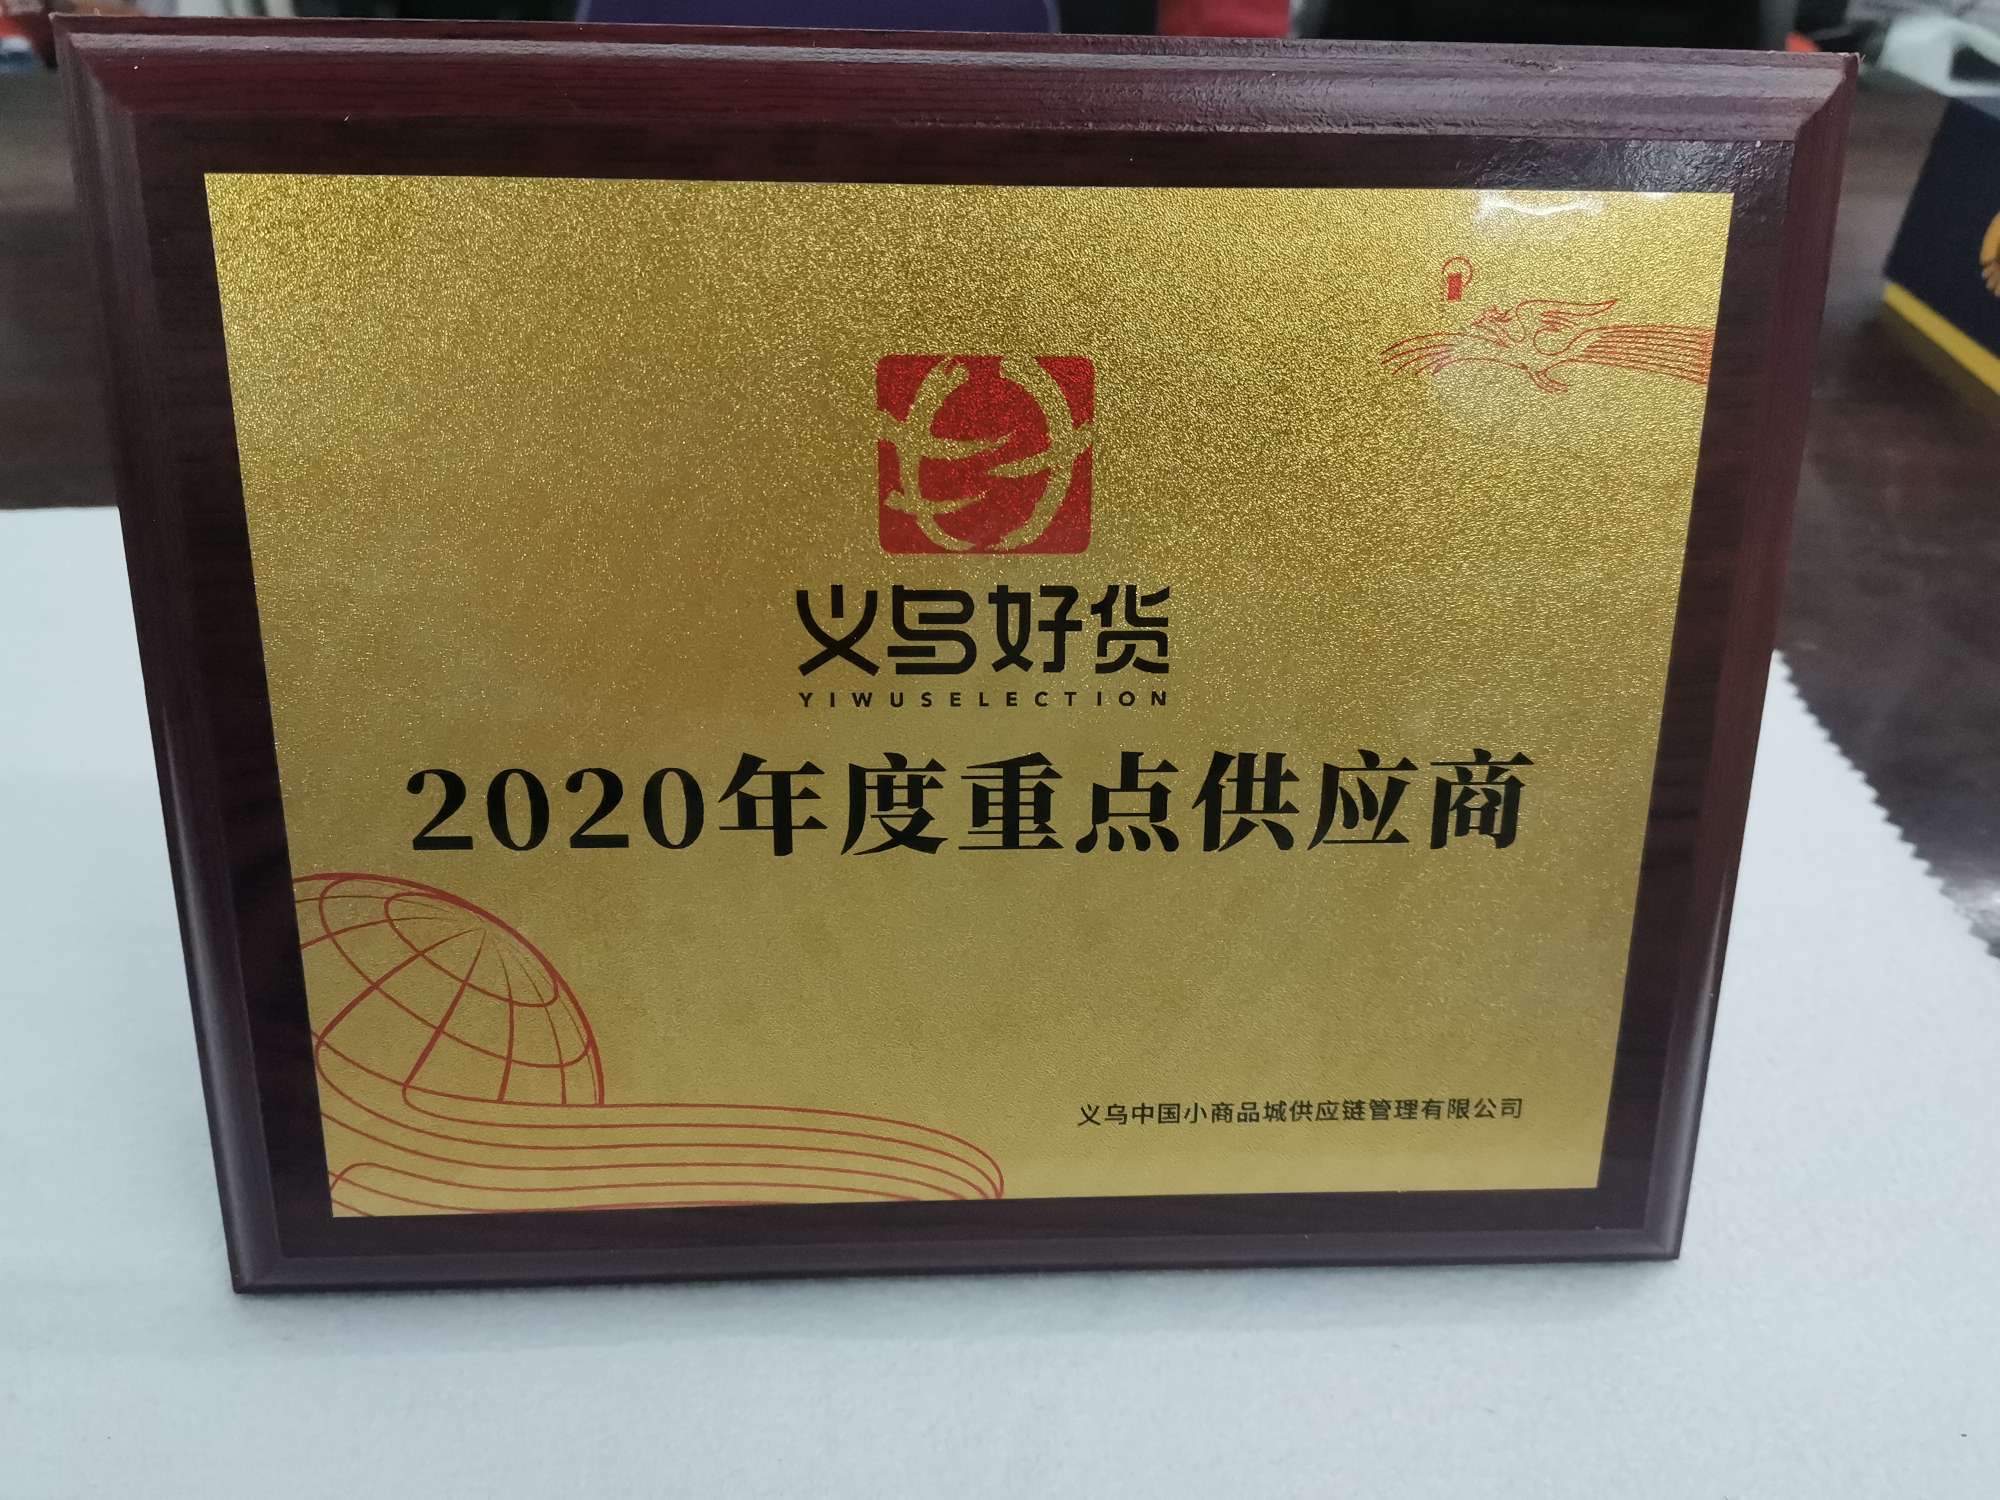 义乌好货
YIWUSELECTION
2020年度重点供应商
义乌中国小商品城供应链管理有限公司